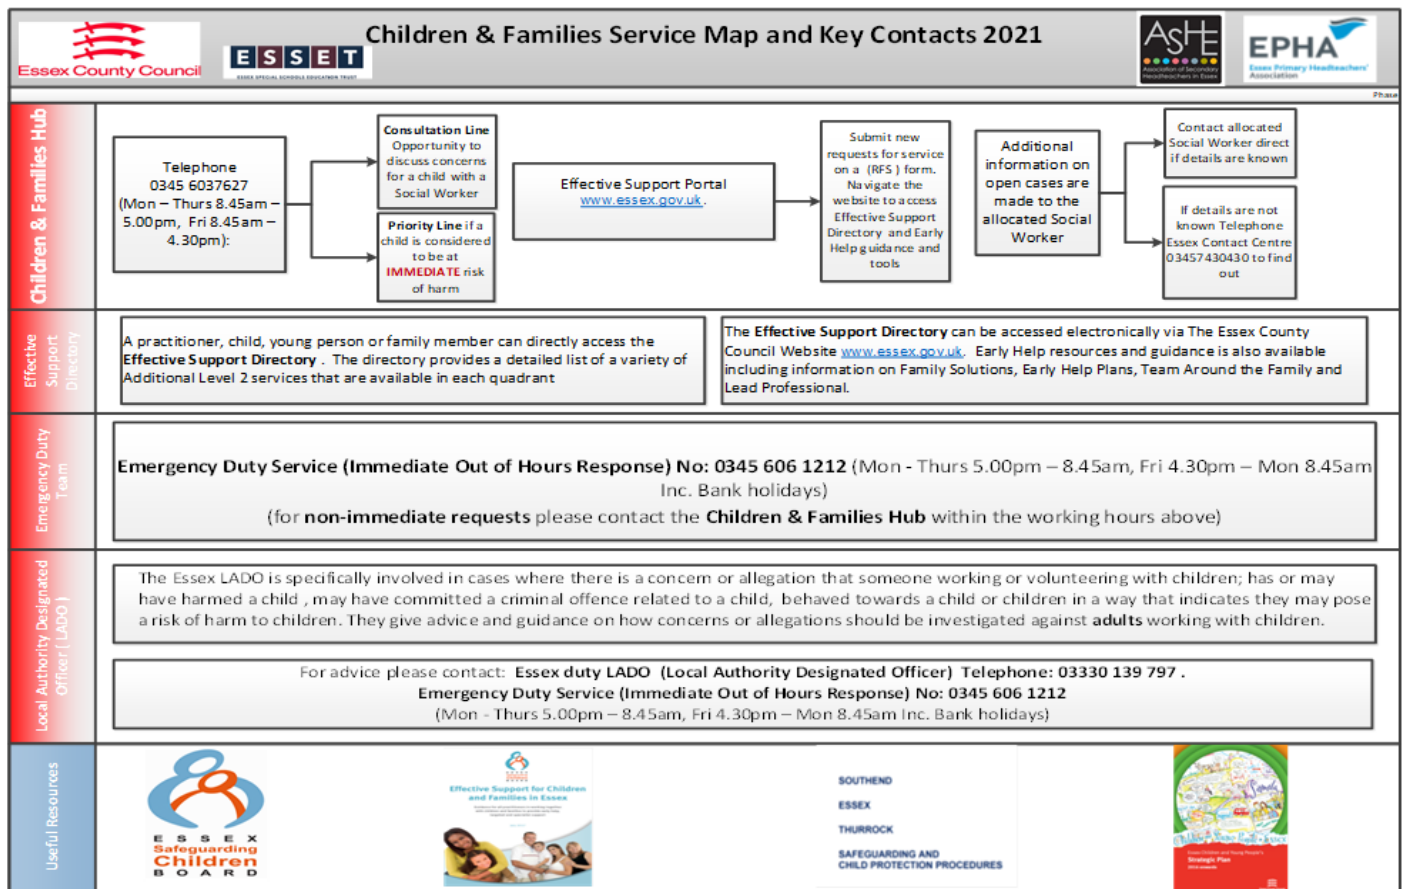 Children & Families Service Map and Key Contacts 2021
Essex County Council
ESSET
ESSEX SPECIAL SCHOOLS EDUCATION TRUST
ASHE
Association of Secondary
Headteachers in Essex
EPHA
Essex Primary Headteachers'
Association
Phase
Children & Families Hub
Telephone
0345 6037627
(Mon – Thurs 8.45am –
5.00pm, Fri 8.45am –
4.30pm):
Consultation Line
Opportunity to
discuss concerns
for a child with a
Social Worker
Priority Line if a
child is considered
to be at
IMMEDIATE risk
of harm
Effective Support Portal
www.essex.gov.uk.
Submit new
requests for service
on a (RFS ) form.
Navigate the
website to access
Effective Support
Directory and Early
Help guidance and
tools
Additional
information on
open cases are
made to the
allocated Social
Worker
Contact allocated
Social Worker direct
if details are known
If details are not
known Telephone
Essex Contact Centre
03457430430 to find
out
Effective
Support
Directory
A practitioner, child, young person or family member can directly access the
Effective Support Directory . The directory provides a detailed list of a variety of
Additional Level 2 services that are available in each quadrant
The Effective Support Directory can be accessed electronically via The Essex County
Council Website www.essex.gov.uk. Early Help resources and guidance is also available
including information on Family Solutions, Early Help Plans, Team Around the Family and
Lead Professional.
Emergency Duty
Team
Emergency Duty Service (Immediate Out of Hours Response) No: 0345 606 1212 (Mon - Thurs 5.00pm – 8.45am, Fri 4.30pm – Mon 8.45am
Inc. Bank holidays)
(for non-immediate requests please contact the Children & Families Hub within the working hours above)
Local Authority Designated
Officer ( LADO )
The Essex LADO is specifically involved in cases where there is a concern or allegation that someone working or volunteering with children; has or may
have harmed a child , may have committed a criminal offence related to a child, behaved towards a child or children in a way that indicates they may pose
a risk of harm to children. They give advice and guidance on how concerns or allegations should be investigated against adults working with children.
For advice please contact: Essex duty LADO (Local Authority Designated Officer) Telephone: 03330 139 797 .
Emergency Duty Service (Immediate Out of Hours Response) No: 0345 606 1212
(Mon - Thurs 5.00pm – 8.45am, Fri 4.30pm – Mon 8.45am Inc. Bank holidays)
Useful Resources
ESSEX
Safeguarding
Children
BOARD
Effective Support for Children
and Families in Essex
SOUTHEND
ESSEX
THURROCK
SAFEGUARDING AND
CHILD PROTECTION PROCEDURES
Essex Children and Young People's
Strategic Plan